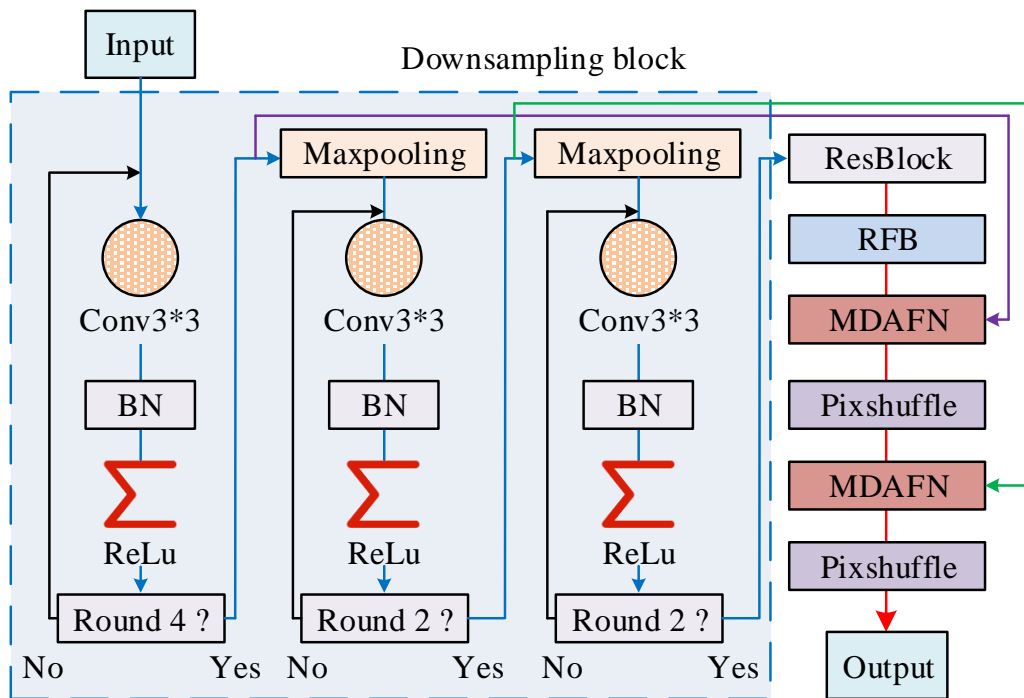 Input
Downsampling block
Maxpooling
Maxpooling
ResBlock
RFB
Conv3*3
Conv3*3
Conv3*3
MDAFN
BN
BN
BN
Pixshuffle
MDAFN
ReLu
ReLu
ReLu
Pixshuffle
Round 4 ?
Round 2 ?
Round 2 ?
No
Yes
No
Yes
No
Yes
Output